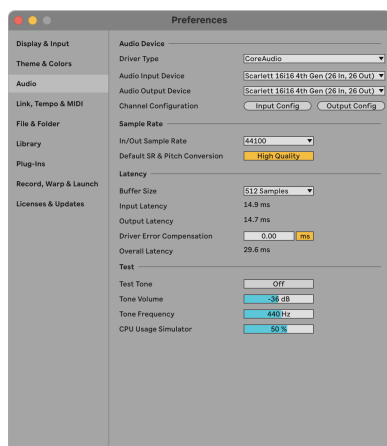 Preferences
Display & Input
Theme & Colors
Audio
Link, Tempo & MIDI
File & Folder
Library
Plug-Ins
Record, Warp & Launch
Licenses & Updates
Audio Device
Driver Type CoreAudio
Audio Input Device Scarlett 16i16 4th Gen (26 In, 26 Out)
Audio Output Device Scarlett 16i16 4th Gen (26 In, 26 Out)
Channel Configuration Input Config Output Config
Sample Rate
In/Out Sample Rate 44100
Default SR & Pitch Conversion High Quality
Latency
Buffer Size 512 Samples
Input Latency 14.9 ms
Output Latency 14.7 ms
Driver Error Compensation 0.00 ms
Overall Latency 29.6 ms
Test
Test Tone Off
Tone Volume -36 dB
Tone Frequency 440 Hz
CPU Usage Simulator 50 %